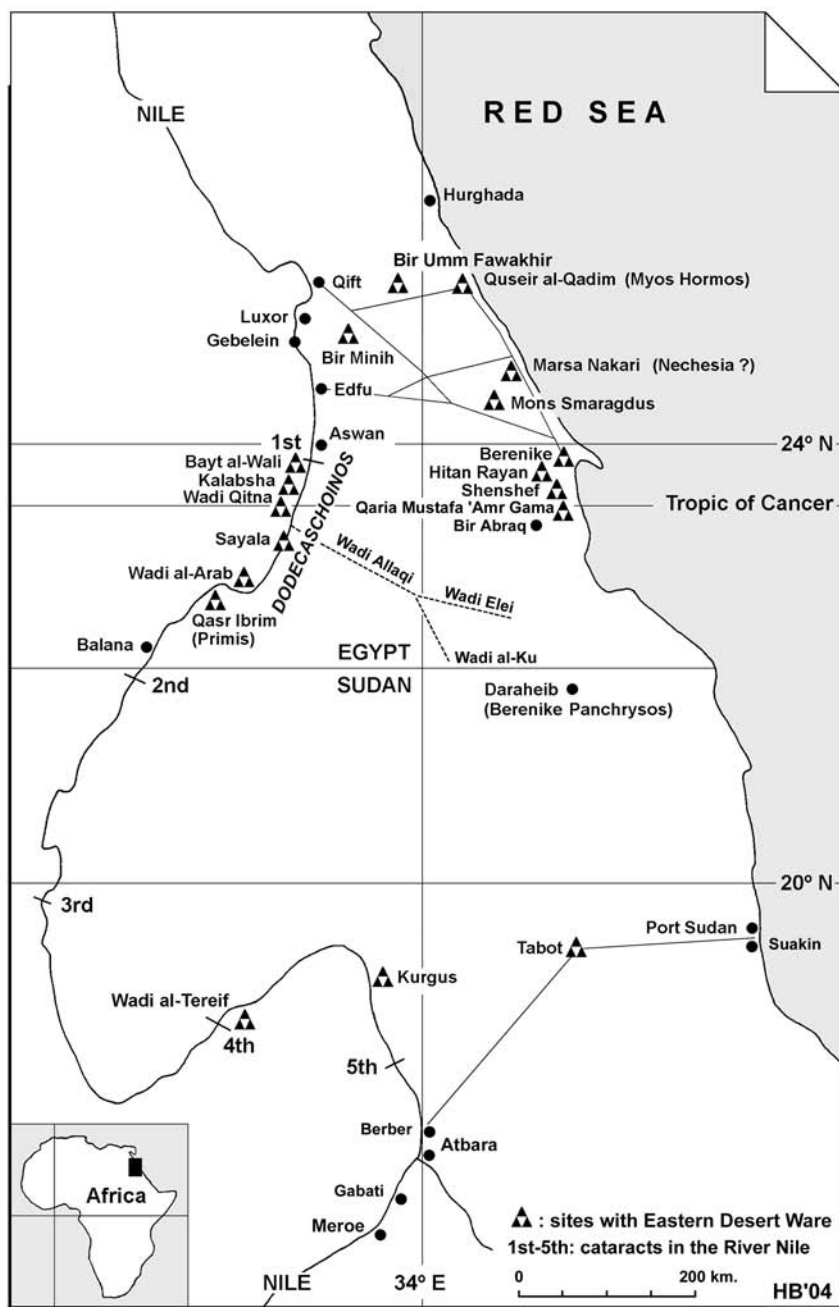 NILE
RED SEA
Hurghada
Bir Umm Fawakhir
Qift
Quseir al-Qadim (Myos Hormos)
Luxor
Gebelein
Bir Minih
Marsa Nakari (Nechesia ?)
Edfu
Mons Smaragdus
1st
Aswan
24º N
Bayt al-Wali
Berenike
Kalabsha
Hitan Rayan
Wadi Qitna
Shenshef
Qaria Mustafa 'Amr Gama
Tropic of Cancer
Bir Abraq
Sayala
DODECASCHOINOS
Wadi Allaqi
Wadi al-Arab
Wadi Elei
Qasr Ibrim
(Primis)
Balana
EGYPT
Wadi al-Ku
2nd
SUDAN
Daraheib
(Berenike Panchrysos)
20º N
3rd
Port Sudan
Tabot
Suakin
Kurgus
Wadi al-Tereif
4th
5th
Berber
Atbara
Africa
Gabati
Meroe
: sites with Eastern Desert Ware
1st-5th: cataracts in the River Nile
NILE
34º E
0
200 km.
HB'04